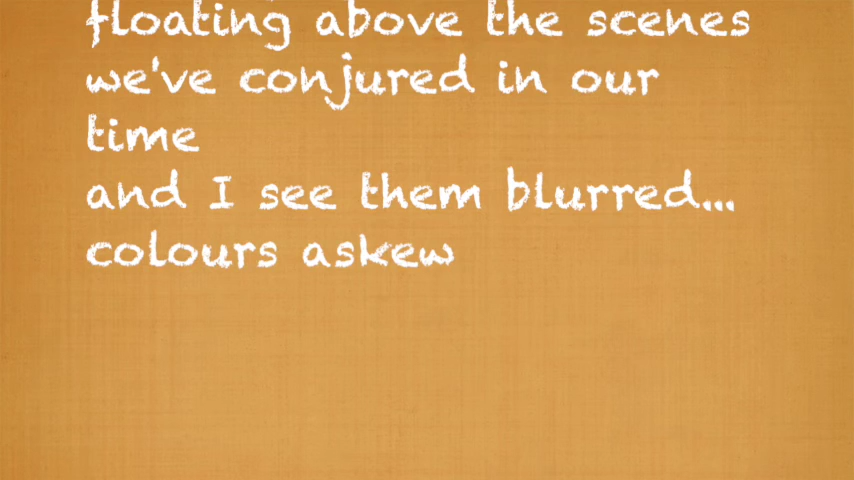 floating above the scenes
we've conjured in our
time
and I see them blurred...
colours askew